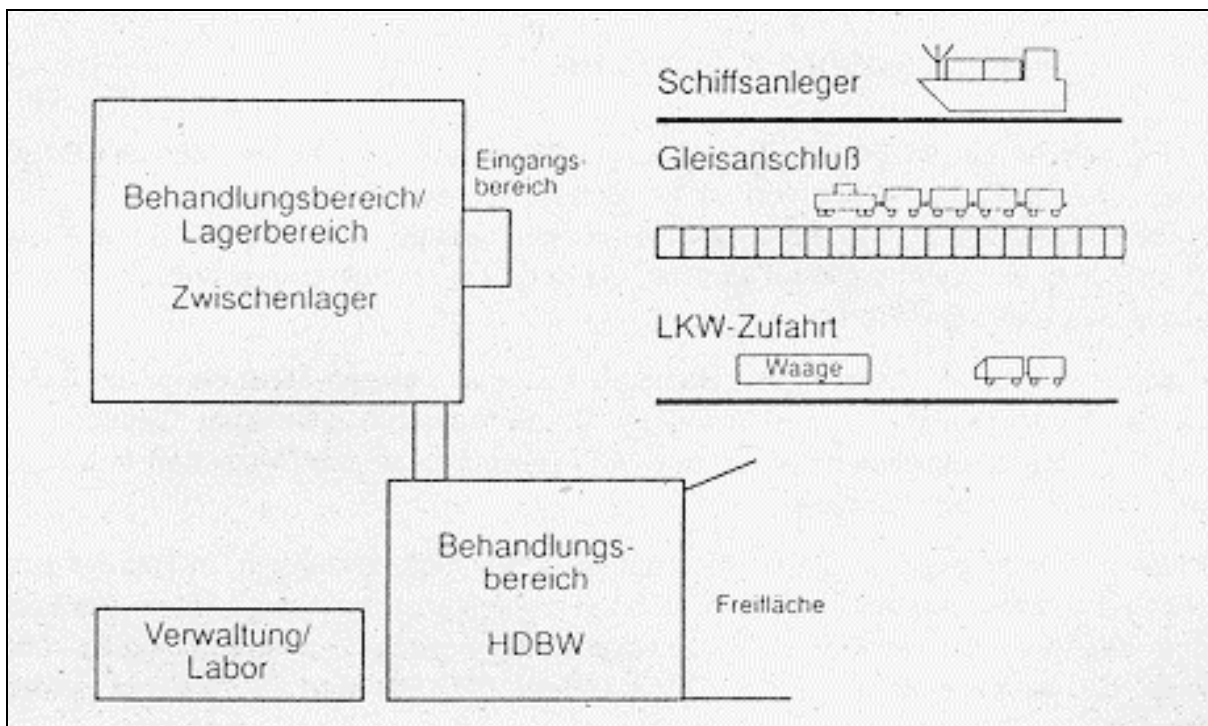 Schiffsanleger
Gleisanschluß
LKW-Zufahrt
Waage
Eingangs-
bereich
Behandlungsbereich/
Lagerbereich
Zwischenlager
Behandlungs-
bereich
HDBW
Freifläche
Verwaltung/
Labor